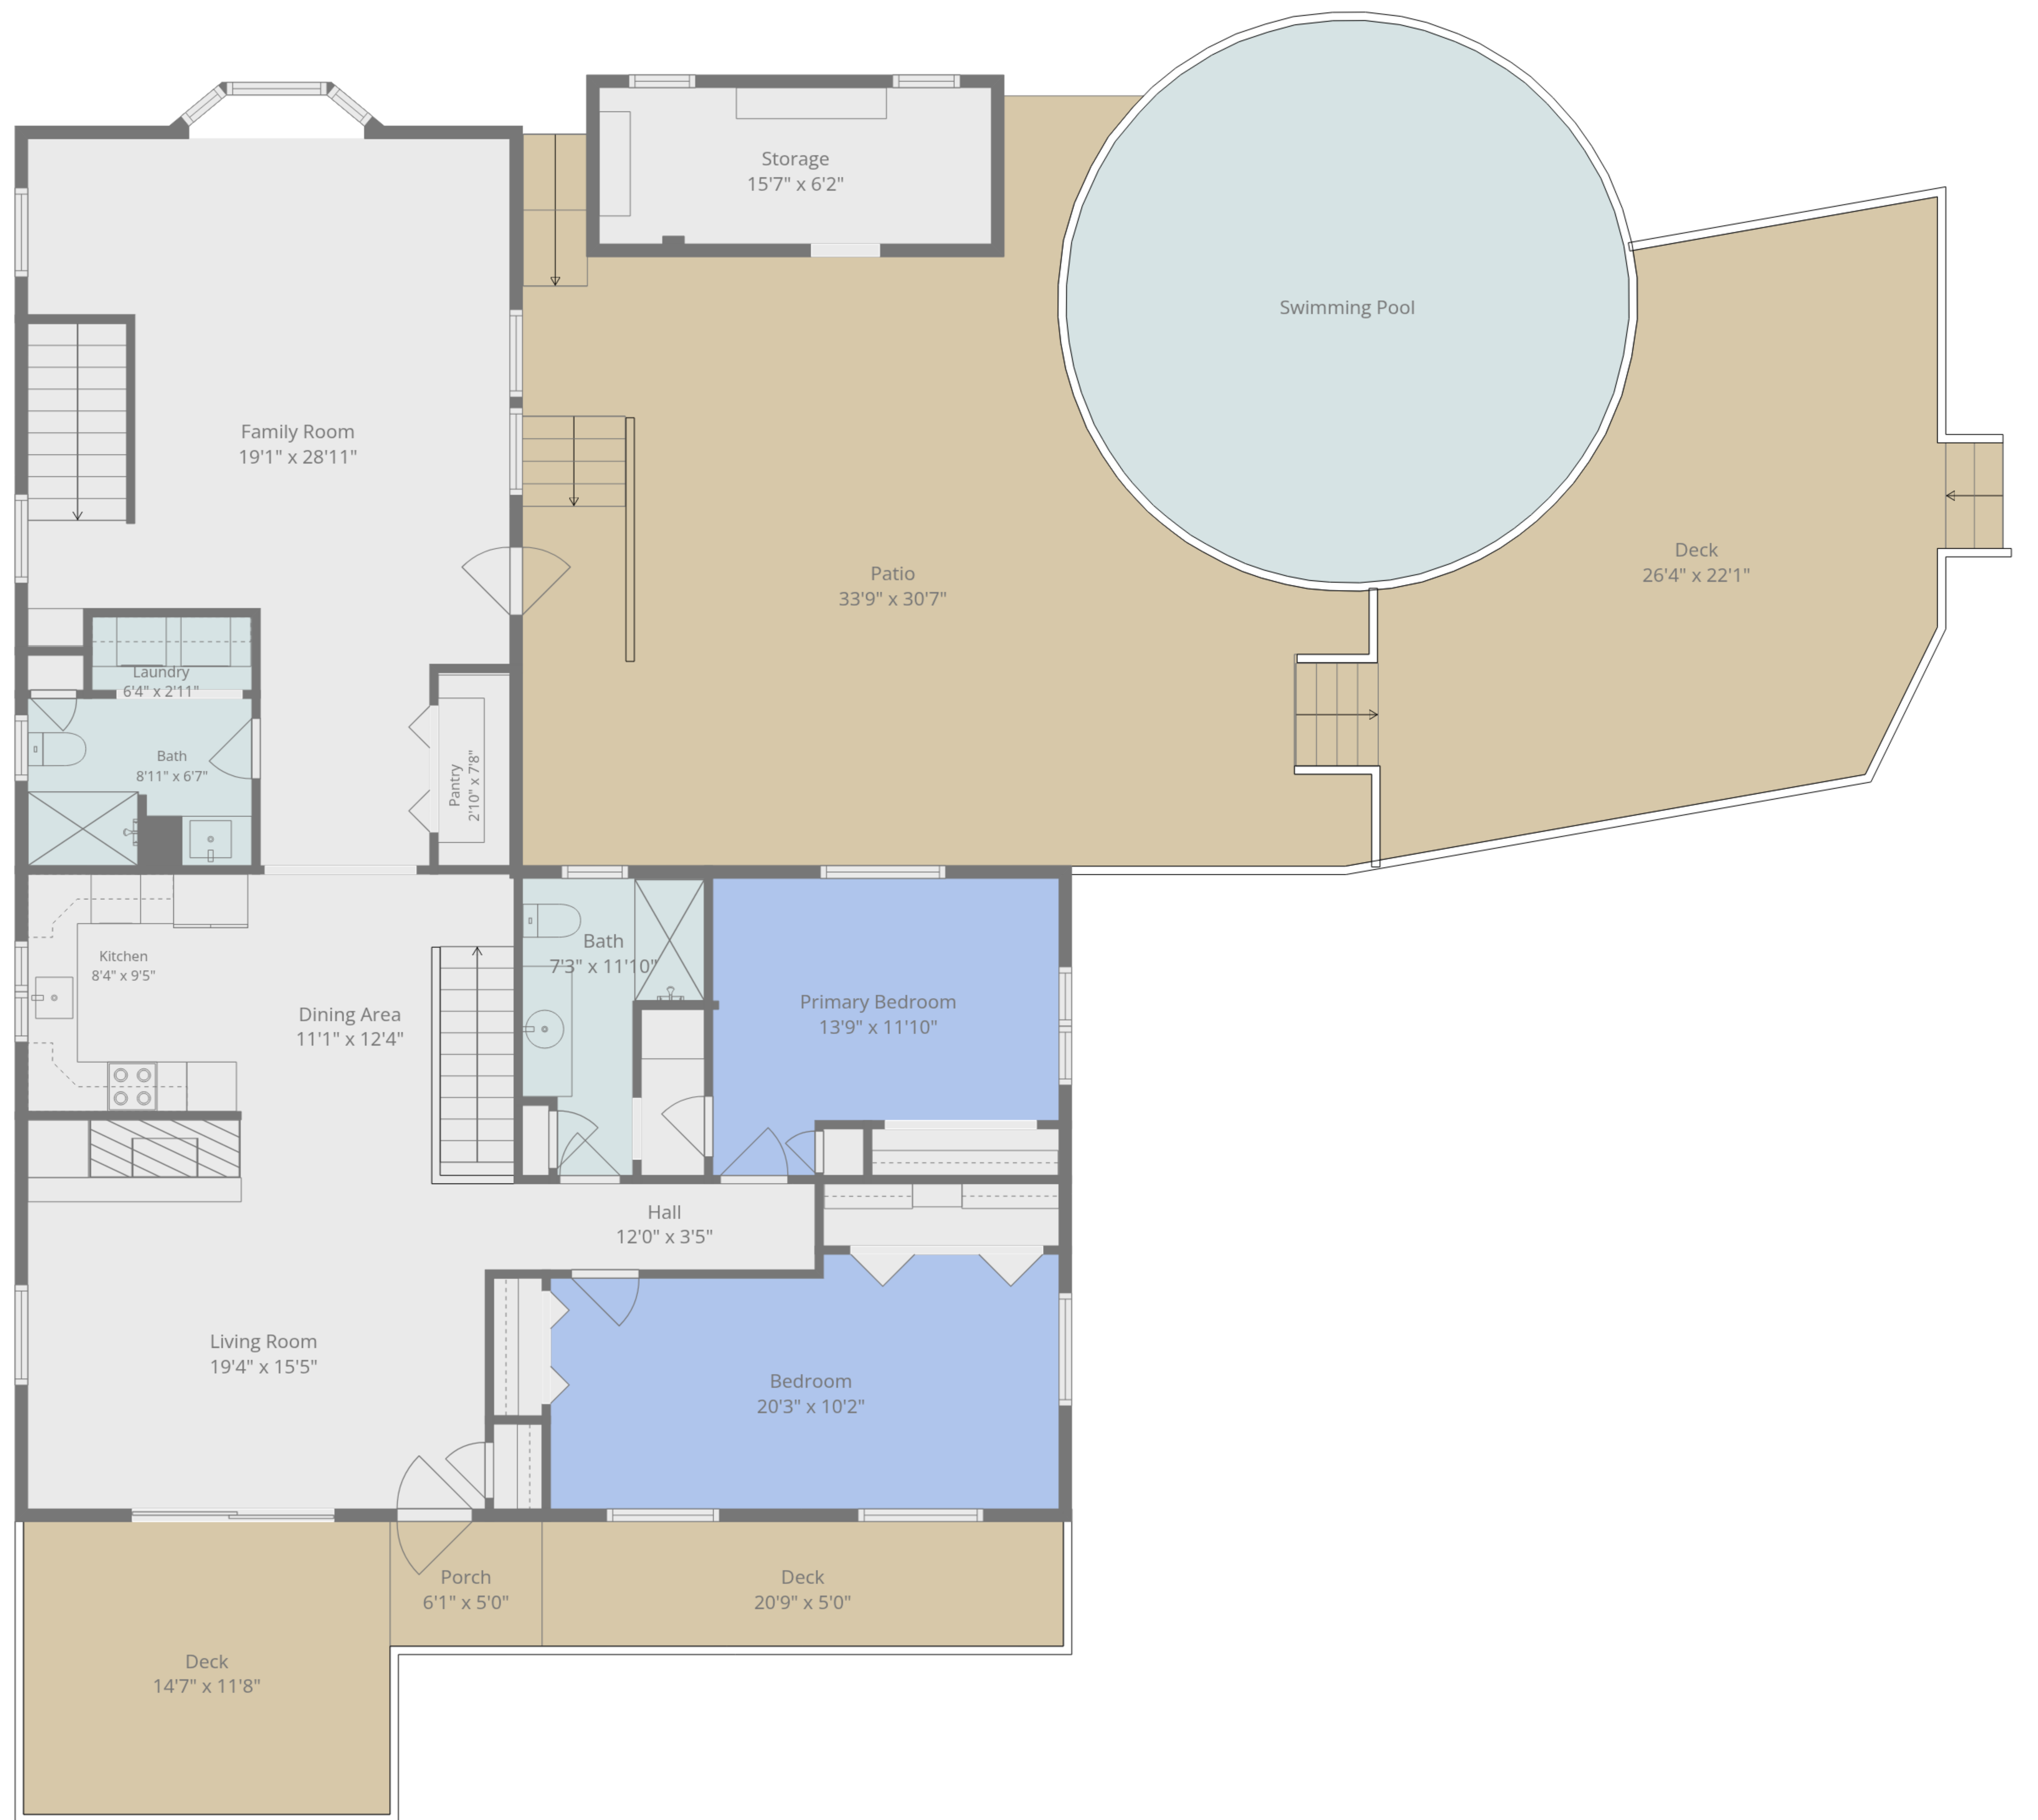 Storage
15'7" x 6'2"
Swimming Pool
Family Room
19'1" x 28'11"
Patio
33'9" x 30'7"
Deck
26'4" x 22'1"
Laundry
6'4" x 2'11"
Bath
8'11" x 6'7"
Pantry
2'10" x 7'8"
Kitchen
8'4" x 9'5"
Dining Area
11'1" x 12'4"
Bath
7'3" x 11'10"
Primary Bedroom
13'9" x 11'10"
Hall
12'0" x 3'5"
Living Room
19'4" x 15'5"
Bedroom
20'3" x 10'2"
Porch
6'1" x 5'0"
Deck
20'9" x 5'0"
Deck
14'7" x 11'8"